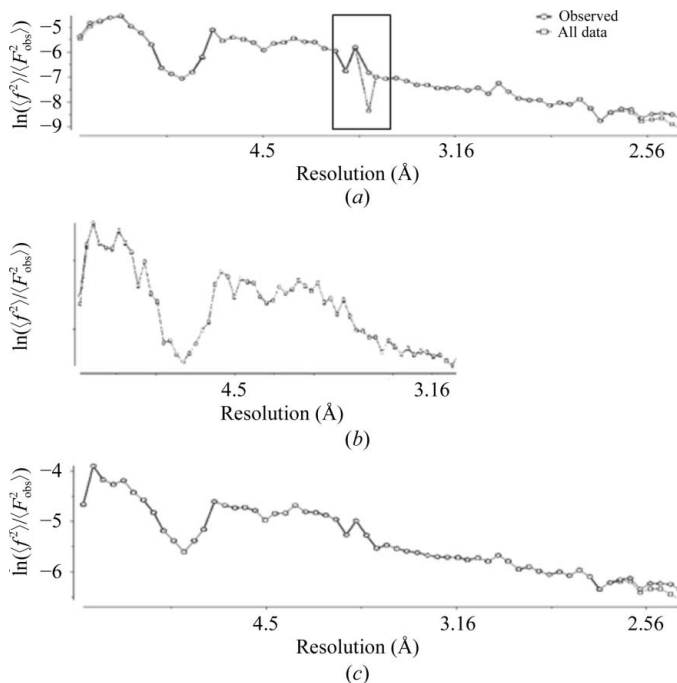 Observed
All data
ln(⟨f²⟩/⟨F²obs⟩)
−5
−6
−7
−8
−9
4.5 3.16 2.56
Resolution (Å)
(a)
ln(⟨f²⟩/⟨F²obs⟩)
4.5 3.16
Resolution (Å)
(b)
ln(⟨f²⟩/⟨F²obs⟩)
−4
−5
−6
4.5 3.16 2.56
Resolution (Å)
(c)